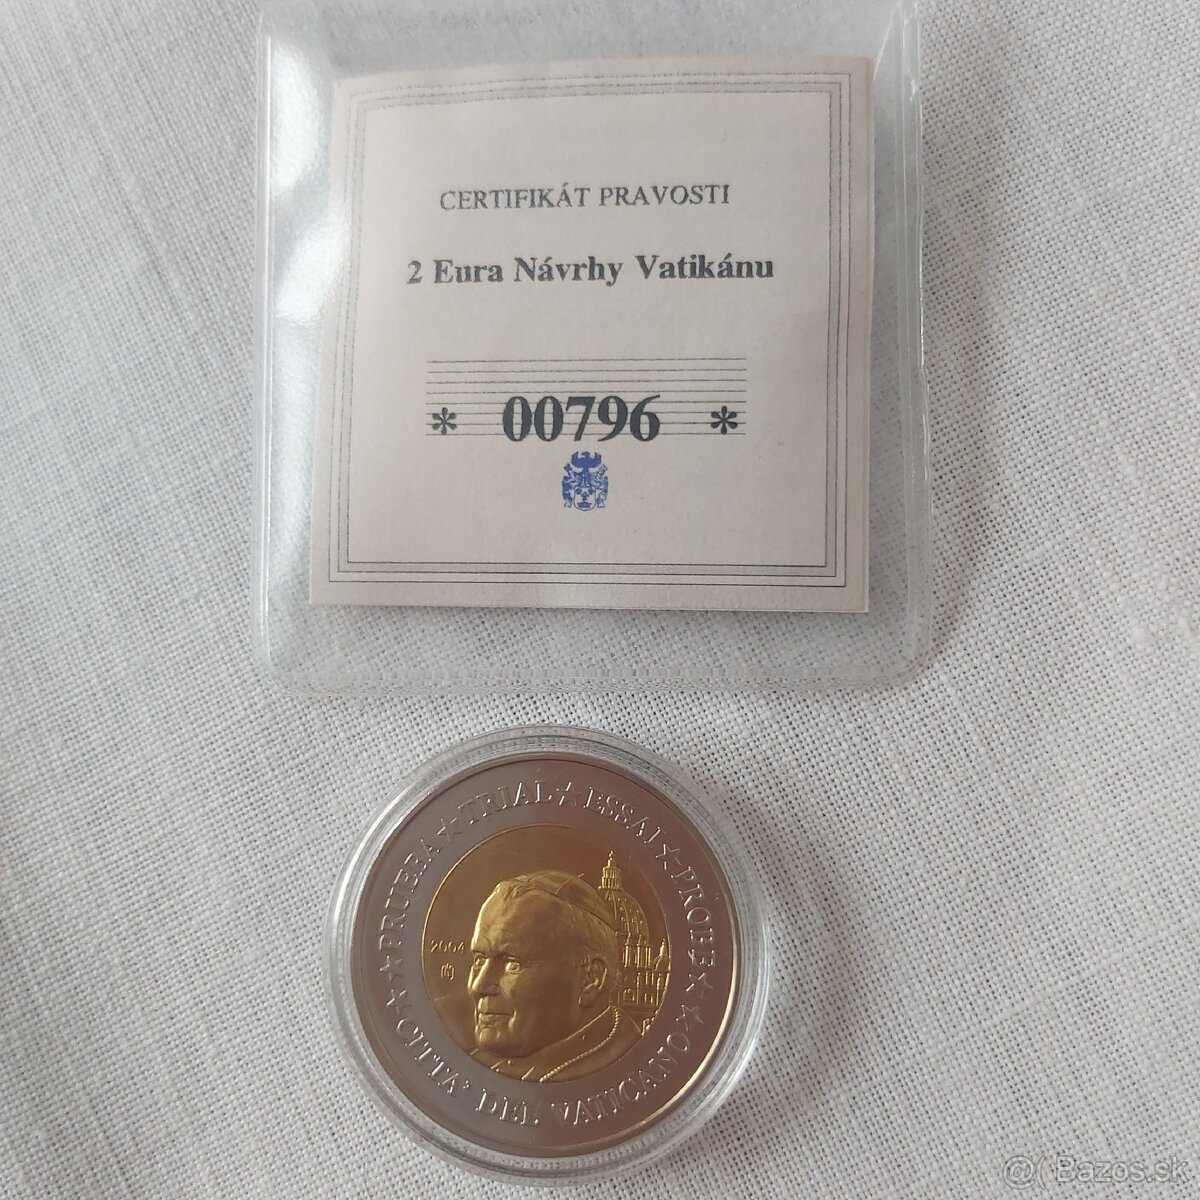 CERTIFIKÁT PRAVOSTI
2 Eura Návrhy Vatikánu
* 00796 *
☆ PRUEBA ☆ TRIAL ☆ ESSAI ☆ PROBE ☆
2004
☆ CITTA' DEL VATICANO ☆
@( Bazos.sk